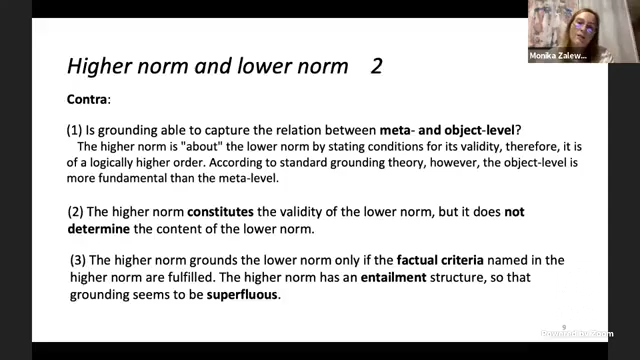 Monika Zalew...
Higher norm and lower norm 2
Contra:
(1) Is grounding able to capture the relation between meta- and object-level?
The higher norm is "about" the lower norm by stating conditions for its validity, therefore, it is
of a logically higher order. According to standard grounding theory, however, the object-level is
more fundamental than the meta-level.
(2) The higher norm constitutes the validity of the lower norm, but it does not
determine the content of the lower norm.
(3) The higher norm grounds the lower norm only if the factual criteria named in the
higher norm are fulfilled. The higher norm has an entailment structure, so that
grounding seems to be superfluous.
9
Powered by Zoom